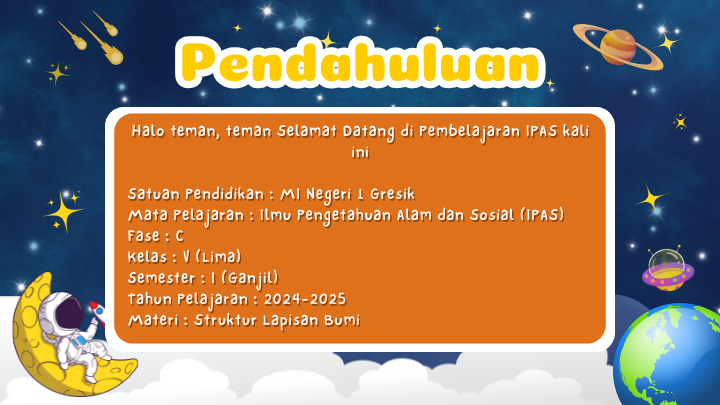 Pendahuluan
Halo teman, teman Selamat Datang di Pembelajaran IPAS kali
ini
Satuan Pendidikan : MI Negeri 1 Gresik
Mata Pelajaran : Ilmu Pengetahuan Alam dan Sosial (IPAS)
Fase : C
Kelas : V (Lima)
Semester : 1 (Ganjil)
Tahun Pelajaran : 2024-2025
Materi : Struktur Lapisan Bumi